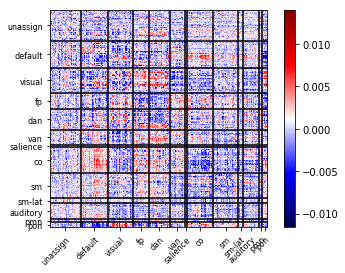 unassign
default
visual
fp
dan
van
salience
co
sm
sm-lat
auditory
pmn
pon
unassign
default
visual
fp
dan
van
salience
co
sm
sm-lat
auditory
0.010
0.005
0.000
−0.005
−0.010